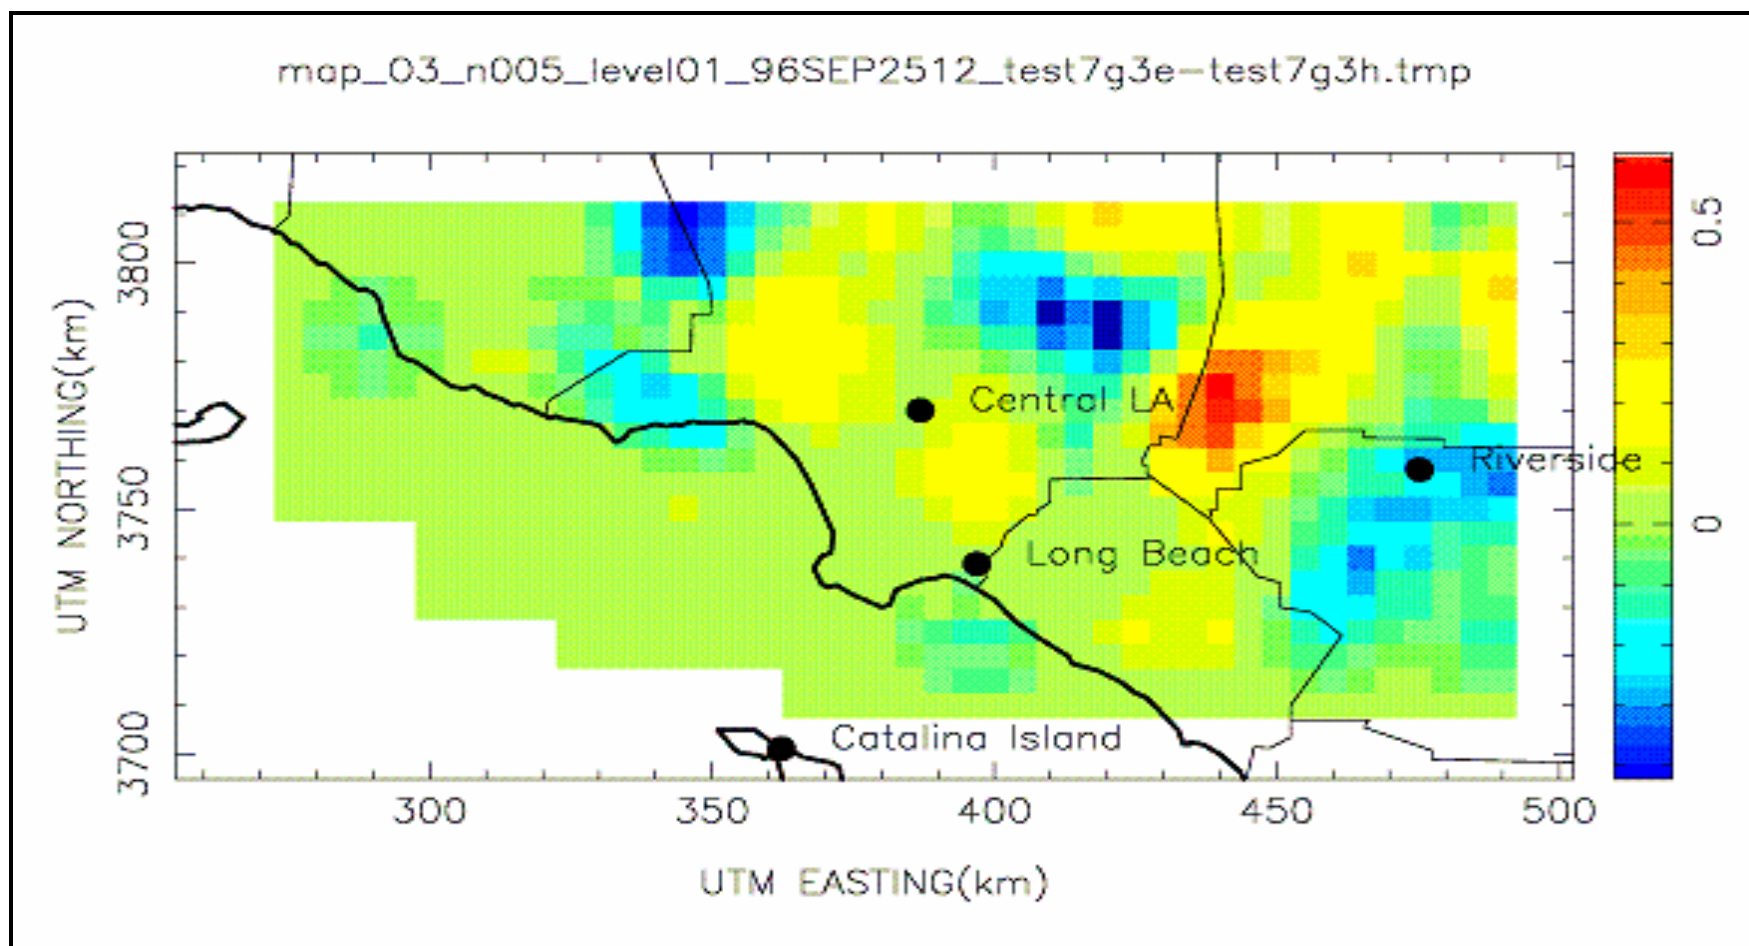 map_O3_n005_level01_96SEP2512_test7g3e-test7g3h.tmp
UTM NORTHING(km)
3800
3750
3700
Central LA
Riverside
Long Beach
Catalina Island
0.5
0
300 350 400 450 500
UTM EASTING(km)